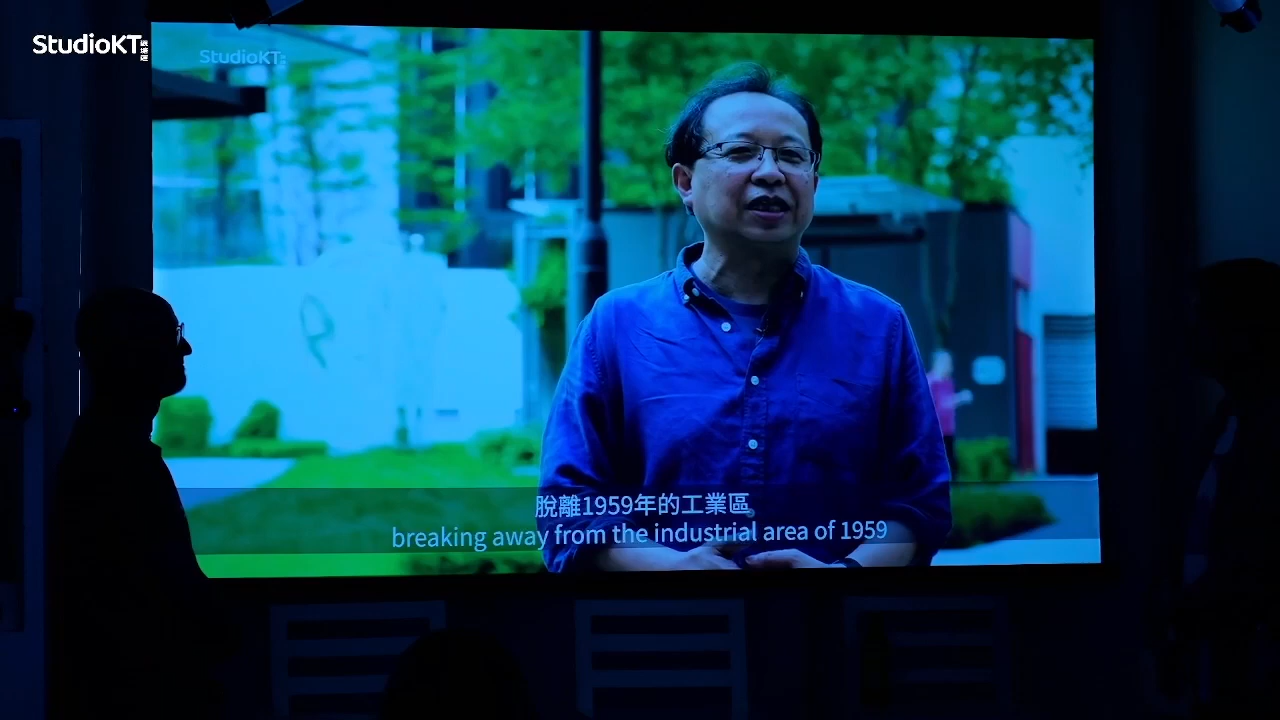 StudioKT
StudioKT
脫離1959年的工業區
breaking away from the industrial area of 1959